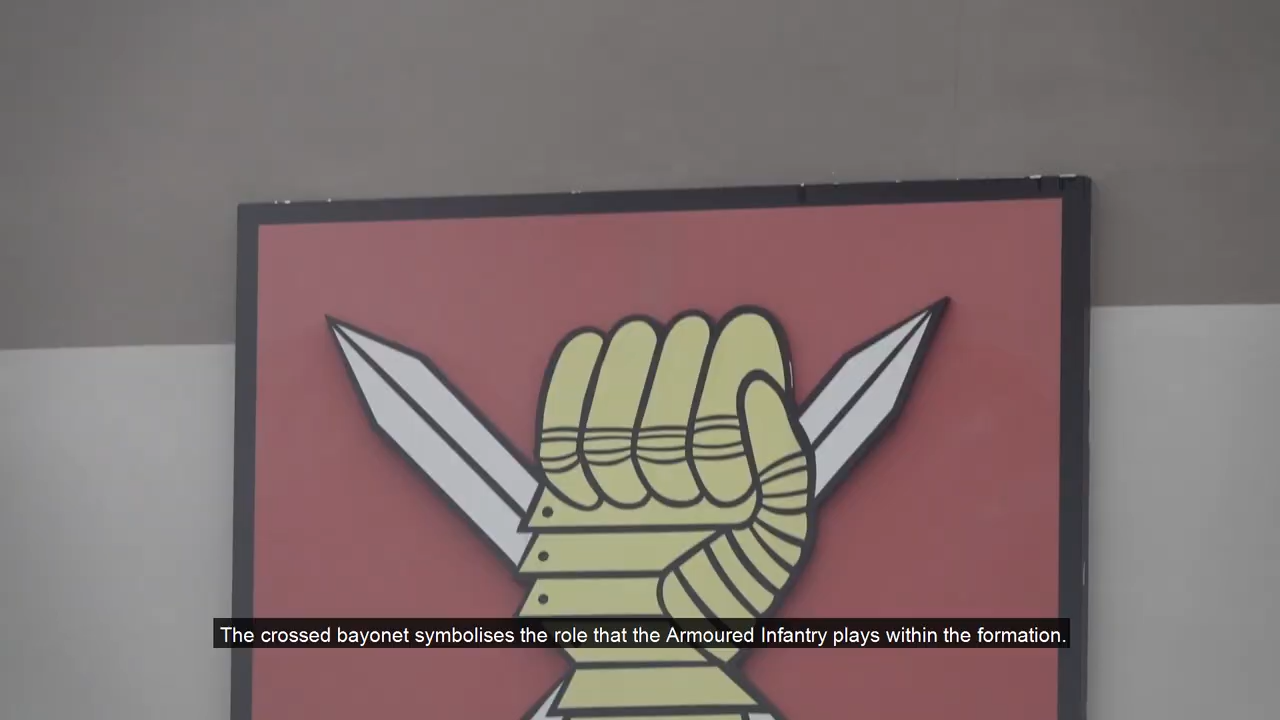 The crossed bayonet symbolises the role that the Armoured Infantry plays within the formation.